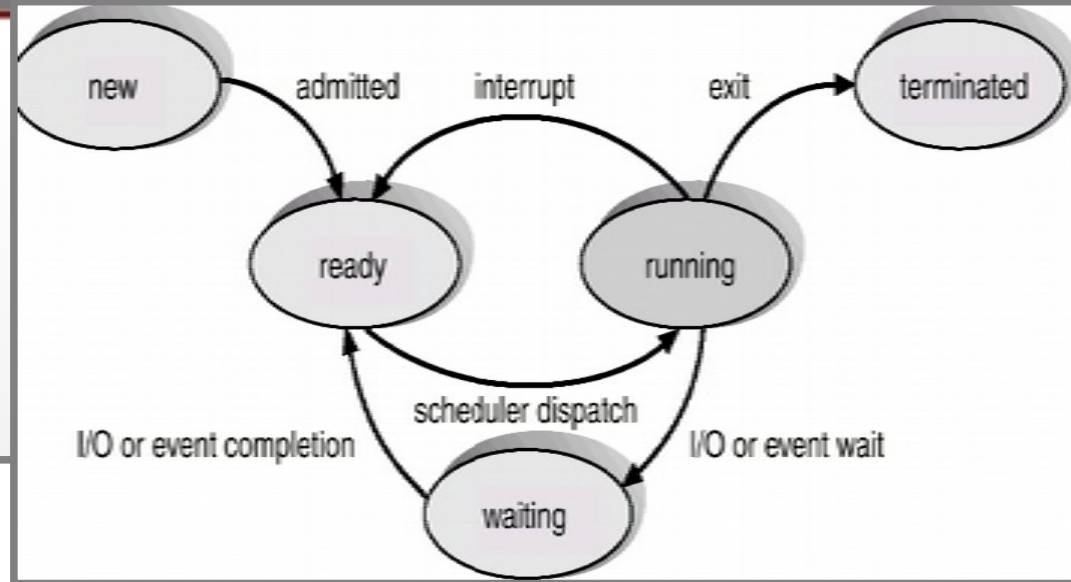 new
admitted
interrupt
exit
terminated
ready
running
scheduler dispatch
I/O or event completion
I/O or event wait
waiting